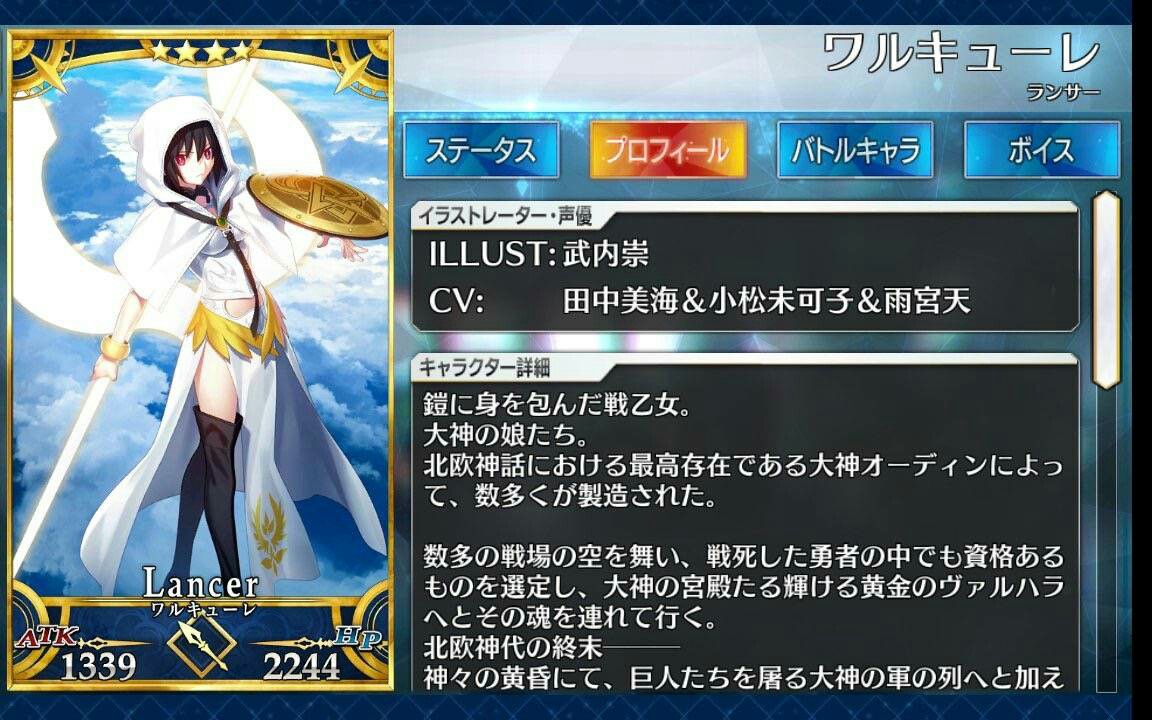 ワルキューレ
ランサー
ステータス
プロフィール
バトルキャラ
ボイス
イラストレーター・声優
ILLUST: 武内崇
CV: 田中美海&小松未可子&雨宮天
キャラクター詳細
鎧に身を包んだ戦乙女。
大神の娘たち。
北欧神話における最高存在である大神オーディンによっ
て、数多くが製造された。
数多の戦場の空を舞い、戦死した勇者の中でも資格ある
ものを選定し、大神の宮殿たる輝ける黄金のヴァルハラ
へとその魂を連れて行く。
北欧神代の終末───
神々の黄昏にて、巨人たちを屠る大神の軍の列へと加え
Lancer
ワルキューレ
ATK
1339
HP
2244